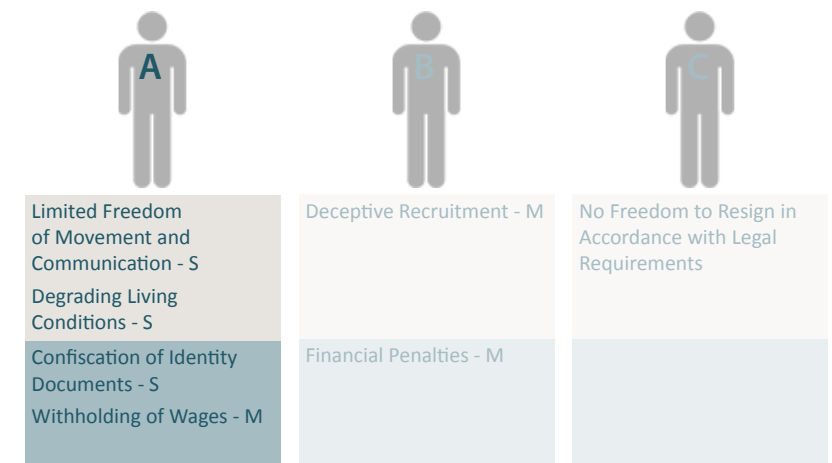 A
B
C
Limited Freedom
of Movement and
Communication - S
Degrading Living
Conditions - S
Confiscation of Identity
Documents - S
Withholding of Wages - M
Deceptive Recruitment - M
Financial Penalties - M
No Freedom to Resign in
Accordance with Legal
Requirements